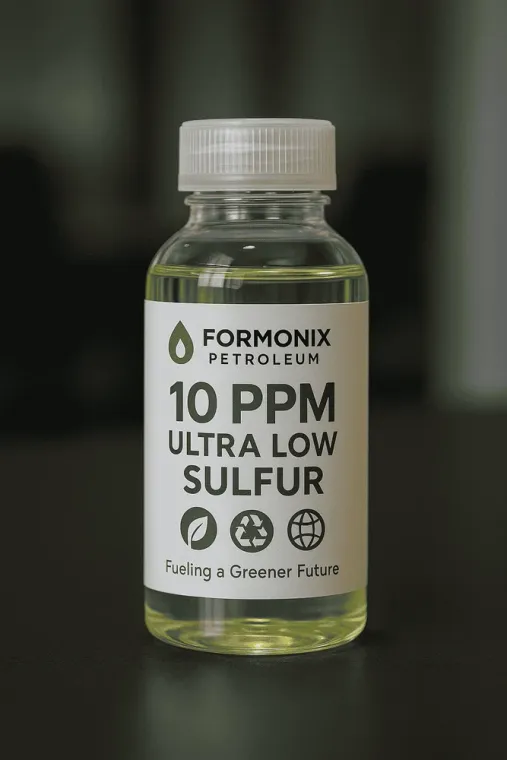 FORMONIX
PETROLEUM
10 PPM
ULTRA LOW
SULFUR
Fueling a Greener Future